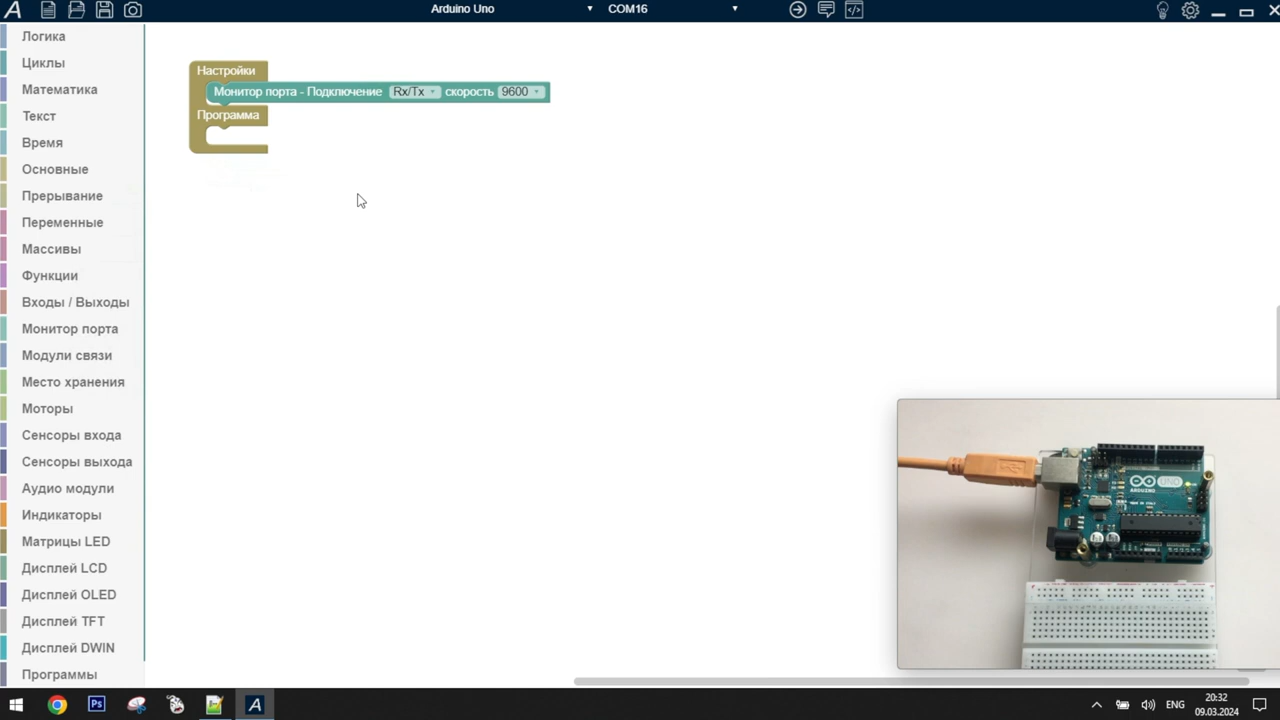 Arduino Uno
COM16
Логика
Циклы
Математика
Текст
Время
Основные
Прерывание
Переменные
Массивы
Функции
Входы / Выходы
Монитор порта
Модули связи
Место хранения
Моторы
Сенсоры входа
Сенсоры выхода
Аудио модули
Индикаторы
Матрицы LED
Дисплей LCD
Дисплей OLED
Дисплей TFT
Дисплей DWIN
Программы
Настройки
Монитор порта - Подключение Rx/Tx скорость 9600
Программа
UNO
ARDUINO
ENG
20:32
09.03.2024